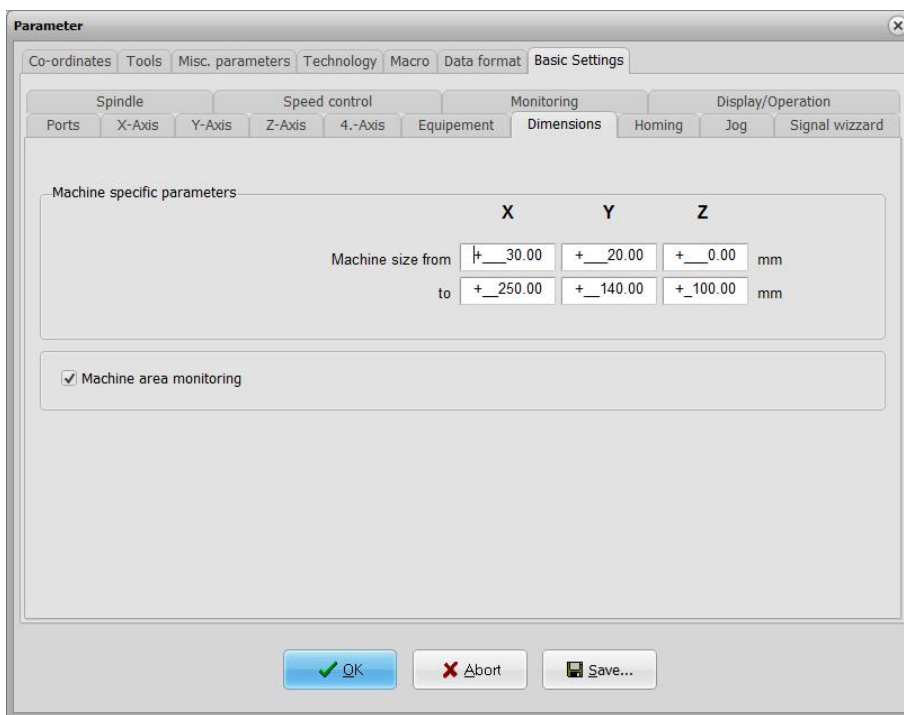 Parameter
Co-ordinates Tools Misc. parameters Technology Macro Data format Basic Settings
Spindle Speed control Monitoring Display/Operation
Ports X-Axis Y-Axis Z-Axis 4.-Axis Equipement Dimensions Homing Jog Signal wizzard
Machine specific parameters
X Y Z
Machine size from +___30.00 +___20.00 +___0.00 mm
to +__250.00 +__140.00 +_100.00 mm
Machine area monitoring
OK Abort Save...